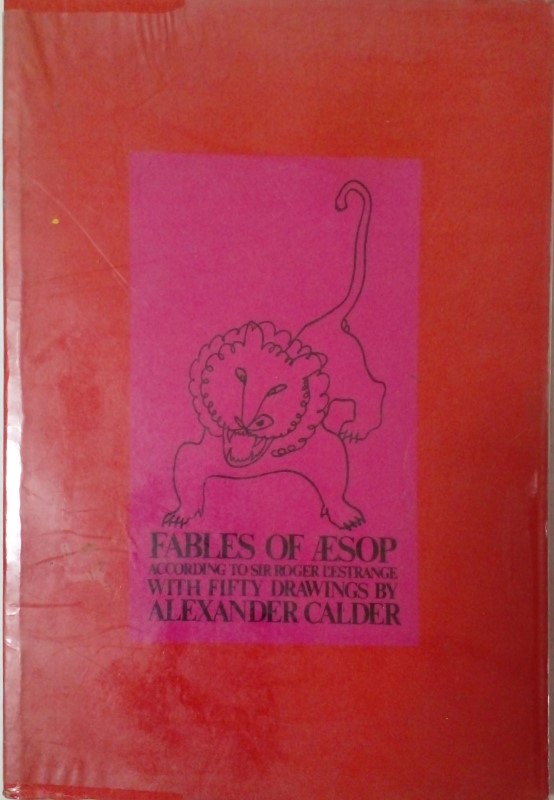 FABLES OF ÆSOP
ACCORDING TO SIR ROGER L'ESTRANGE
WITH FIFTY DRAWINGS BY
ALEXANDER CALDER